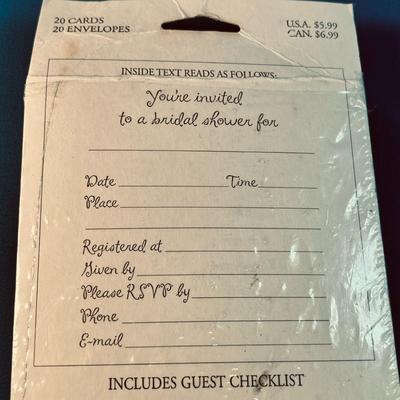 20 CARDS
20 ENVELOPES
U.S.A. $5.99
CAN. $6.99
INSIDE TEXT READS AS FOLLOWS:
You're invited
to a bridal shower for
Date Time
Place
Registered at
Given by
Please RSVP by
Phone
E-mail
INCLUDES GUEST CHECKLIST